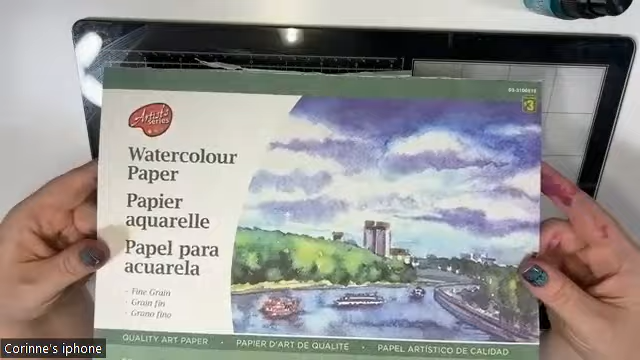 $3
Artist's
series
Watercolour
Paper
Papier
aquarelle
Papel para
acuarela
- Fine Grain
- Grain fin
- Grano fino
QUALITY ART PAPER • PAPIER D'ART DE QUALITÉ • PAPEL ARTÍSTICO DE CALIDAD
Corinne's iphone